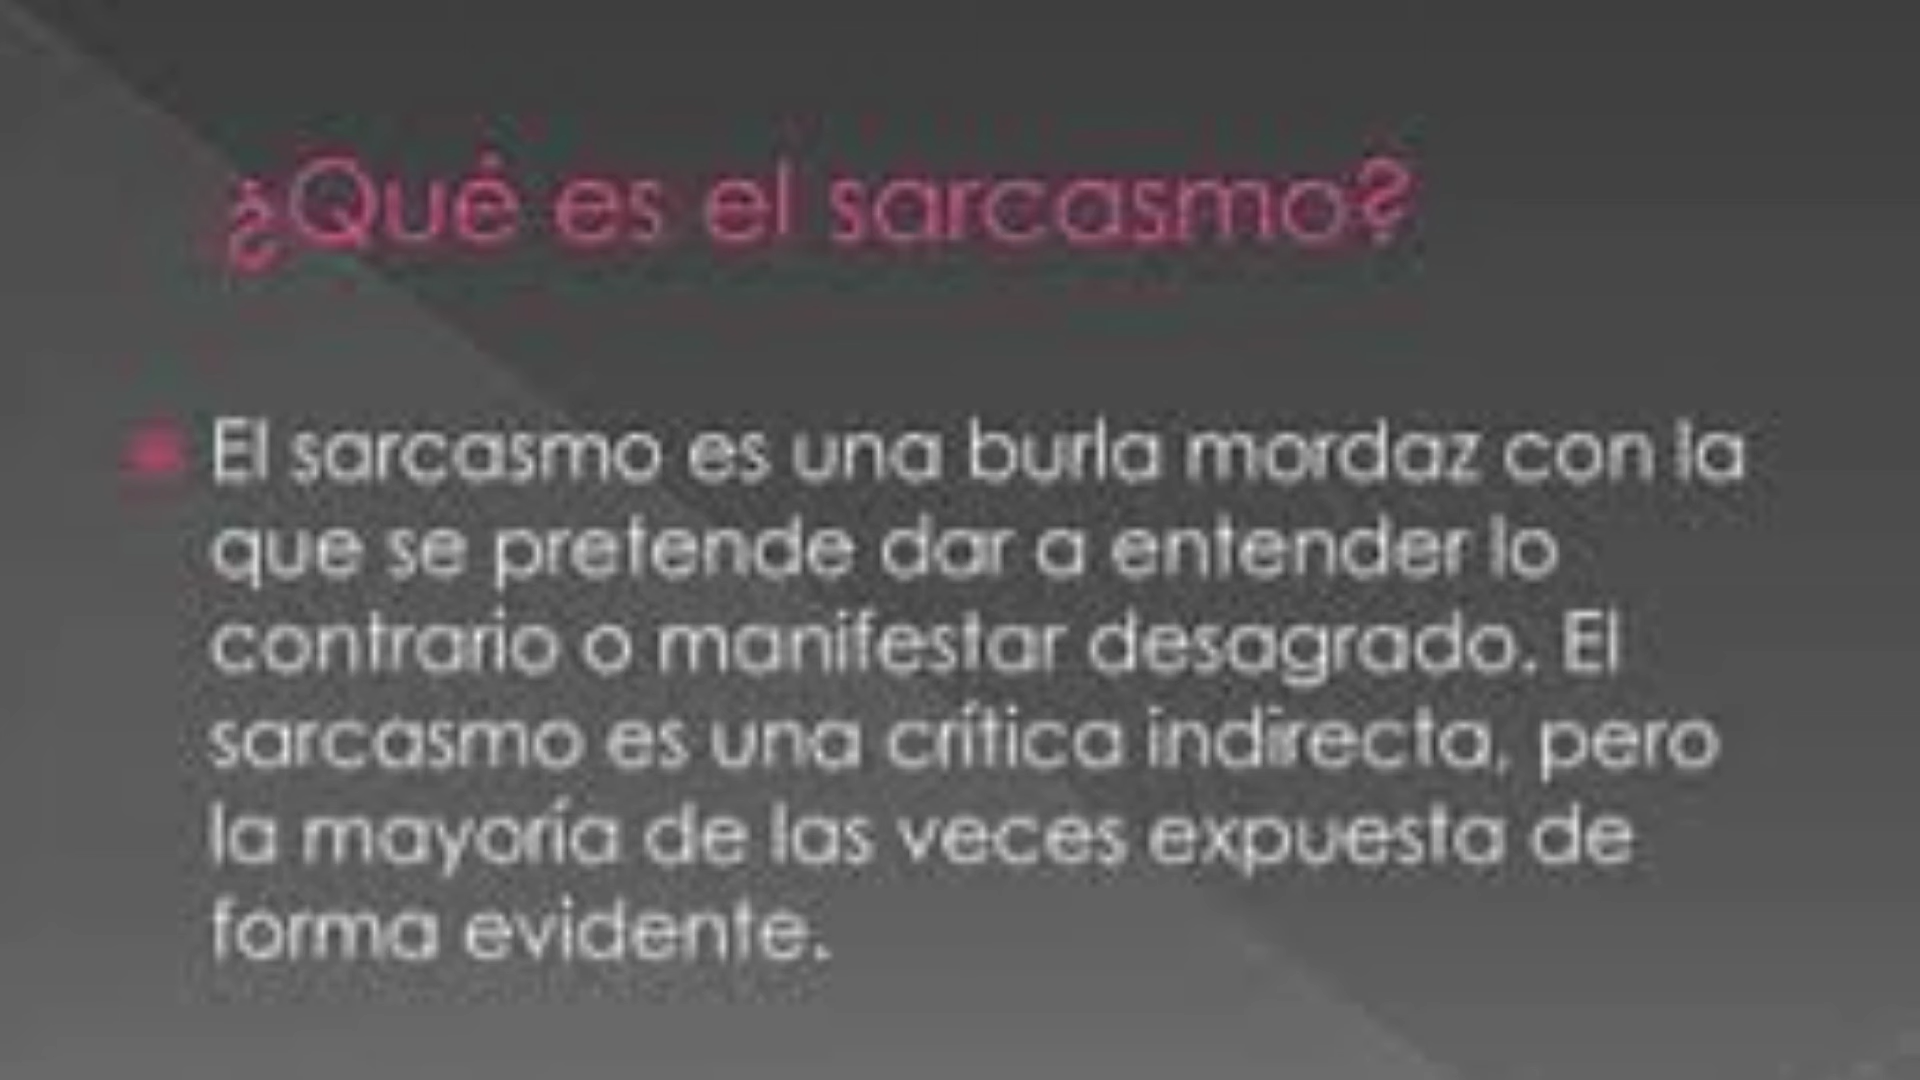 ¿Qué es el sarcasmo?
El sarcasmo es una burla mordaz con la
que se pretende dar a entender lo
contrario o manifestar desagrado. El
sarcasmo es una crítica indirecta, pero
la mayoría de las veces expuesta de
forma evidente.